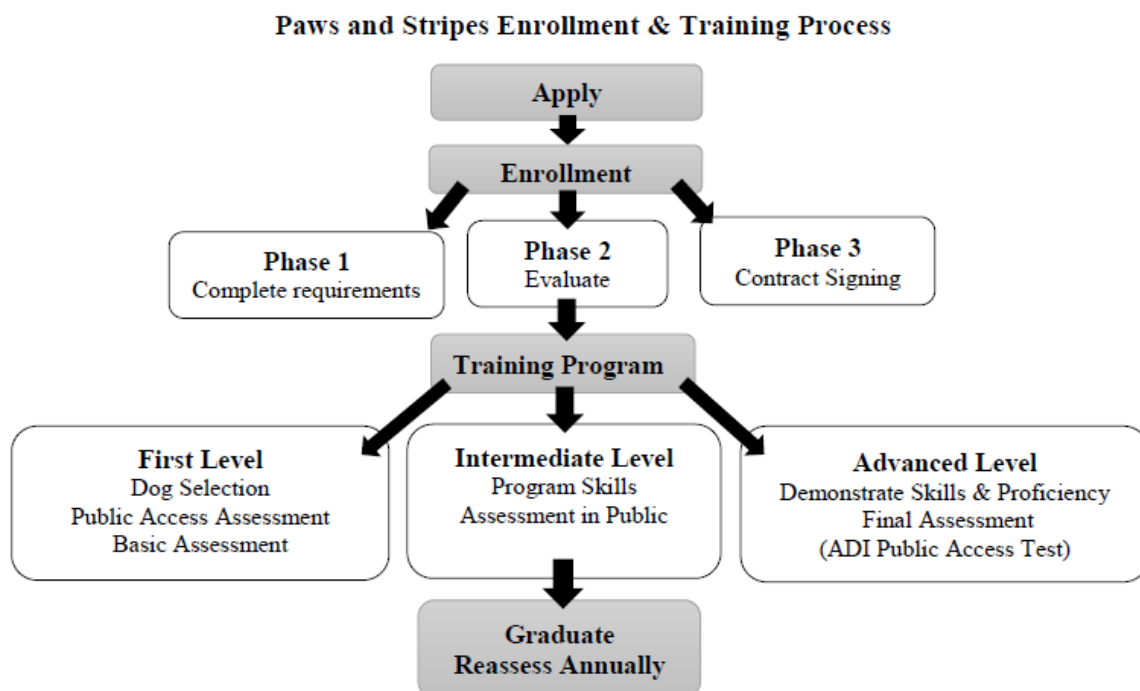 Paws and Stripes Enrollment & Training Process
Apply
Enrollment
Phase 1
Complete requirements
Phase 2
Evaluate
Phase 3
Contract Signing
Training Program
First Level
Dog Selection
Public Access Assessment
Basic Assessment
Intermediate Level
Program Skills
Assessment in Public
Advanced Level
Demonstrate Skills & Proficiency
Final Assessment
(ADI Public Access Test)
Graduate
Reassess Annually